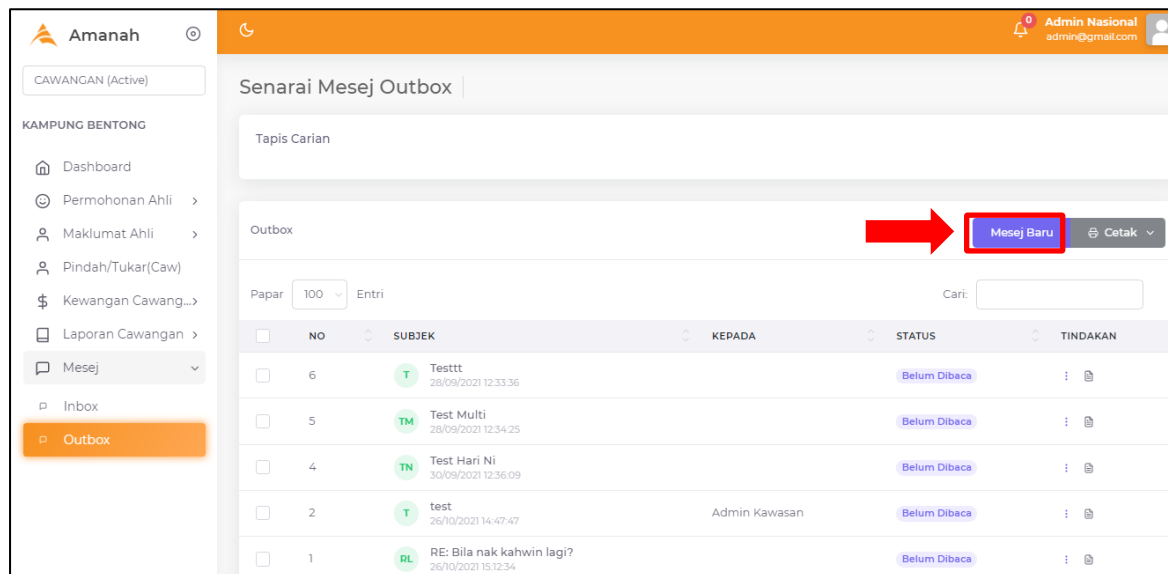 Amanah
0
Admin Nasional
admin@gmail.com
CAWANGAN (Active)
Senarai Mesej Outbox
KAMPUNG BENTONG
Tapis Carian
Dashboard
Permohonan Ahli
Maklumat Ahli
Pindah/Tukar(Caw)
Kewangan Cawang...
Laporan Cawangan
Mesej
Inbox
Outbox
Outbox
Mesej Baru
Cetak
Papar 100 Entri
Cari:
NO SUBJEK KEPADA STATUS TINDAKAN
6 T Testtt Belum Dibaca
28/09/2021 12:33:36
5 TM Test Multi Belum Dibaca
28/09/2021 12:34:25
4 TN Test Hari Ni Belum Dibaca
30/09/2021 12:36:09
2 T test Admin Kawasan Belum Dibaca
26/10/2021 14:47:47
1 RL RE: Bila nak kahwin lagi? Belum Dibaca
26/10/2021 15:12:34